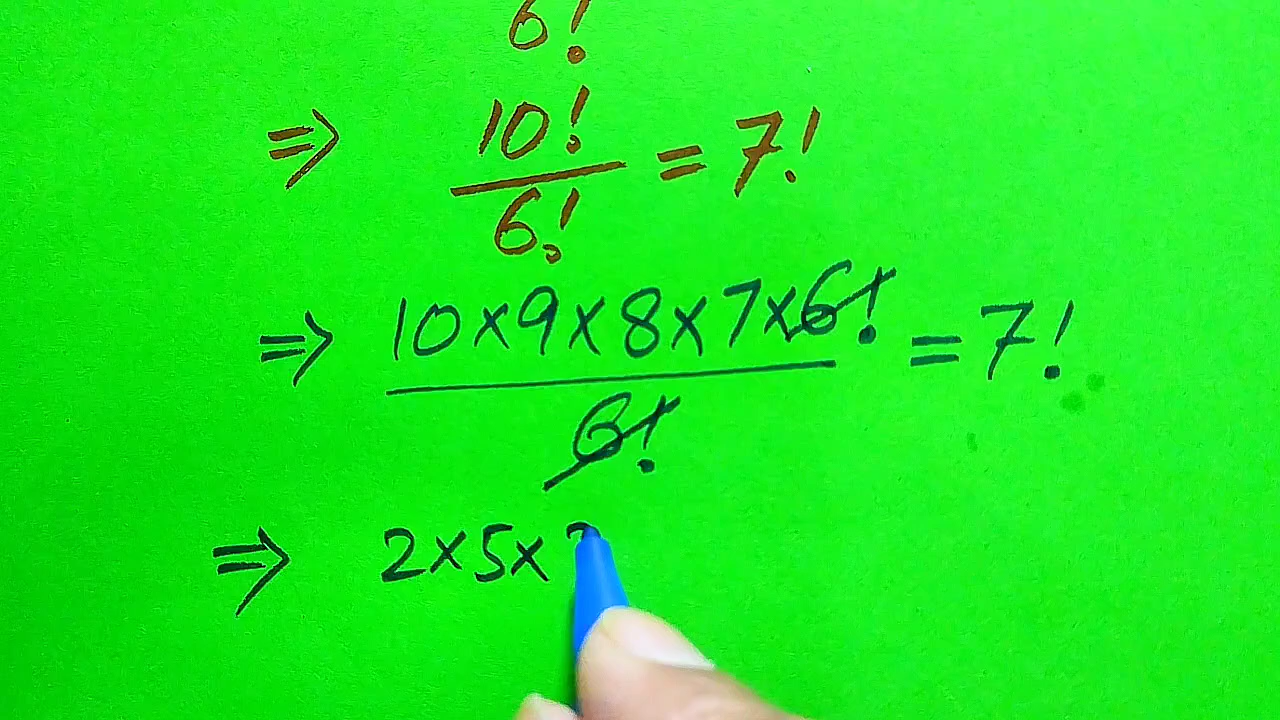 6!
⇒ 10!/6! = 7!
⇒ 10×9×8×7×6!/6! = 7!
⇒ 2×5×